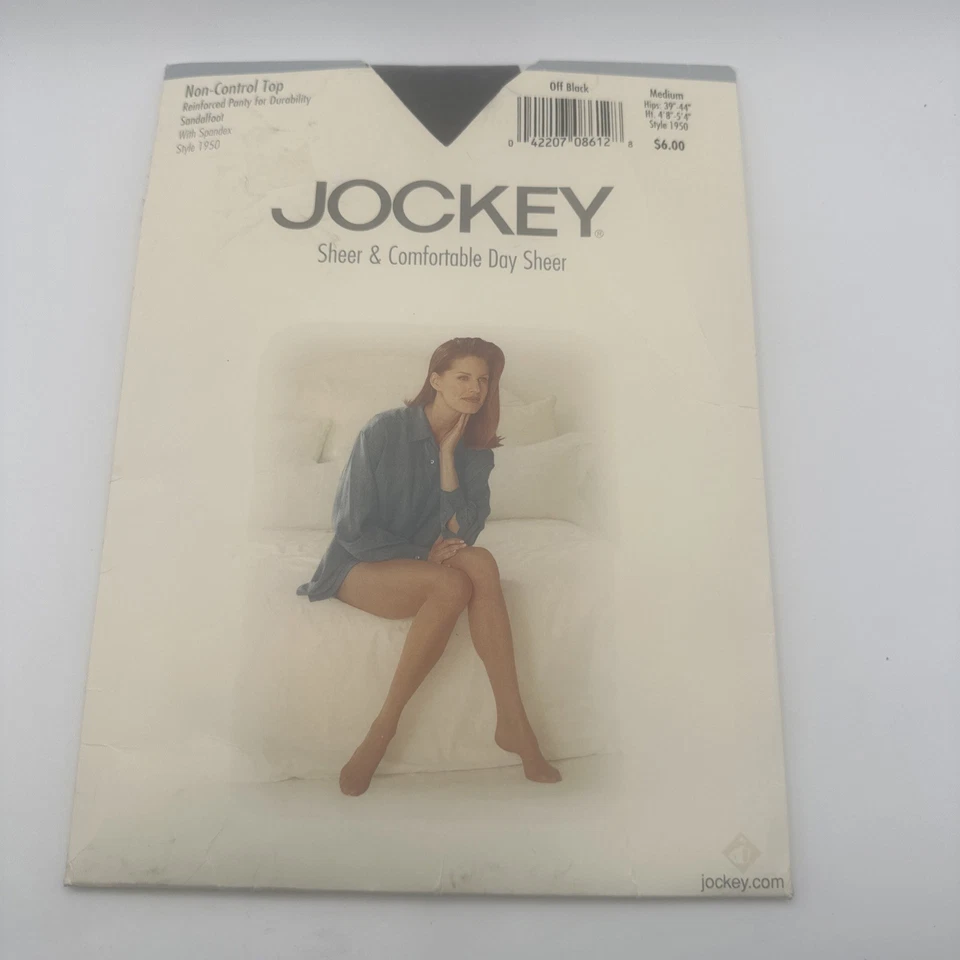 Non-Control Top
Reinforced Panty for Durability
Sandalfoot
With Spandex
Style 1950
Off Black
0 42207 08612 8
Medium
Hips: 39"-44"
Ht. 4'8"-5'4"
Style 1950
$6.00
JOCKEY®
Sheer & Comfortable Day Sheer
jockey.com